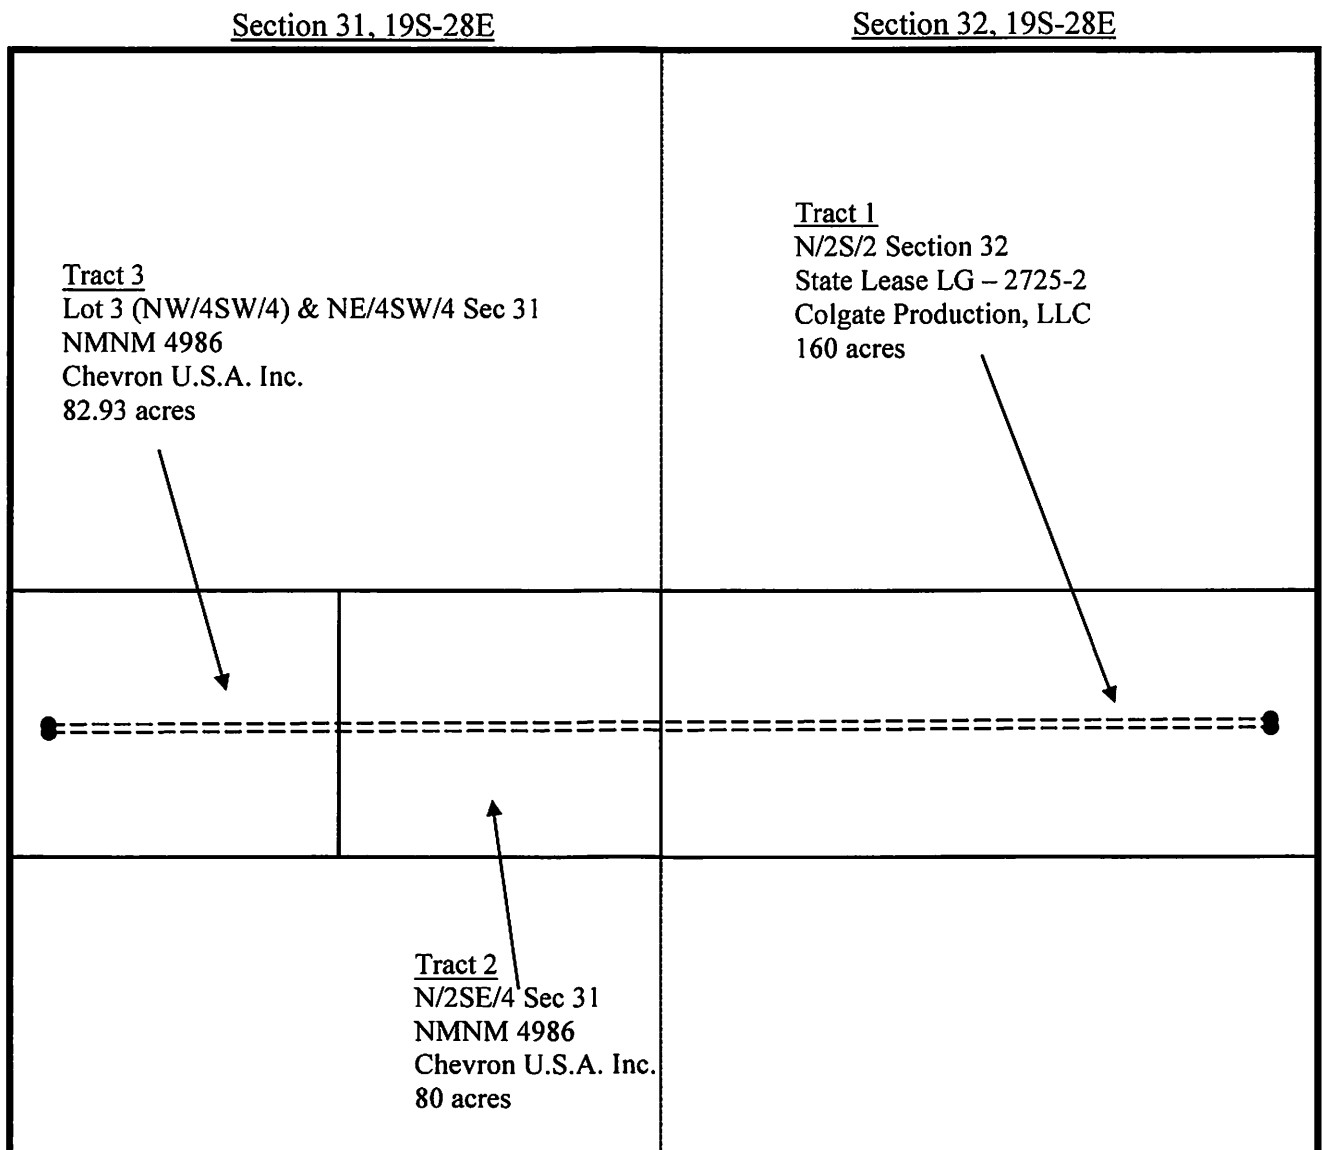 Section 31, 19S-28E
Section 32, 19S-28E
Tract 1
N/2S/2 Section 32
State Lease LG – 2725-2
Colgate Production, LLC
160 acres
Tract 3
Lot 3 (NW/4SW/4) & NE/4SW/4 Sec 31
NMNM 4986
Chevron U.S.A. Inc.
82.93 acres
Tract 2
N/2SE/4 Sec 31
NMNM 4986
Chevron U.S.A. Inc.
80 acres